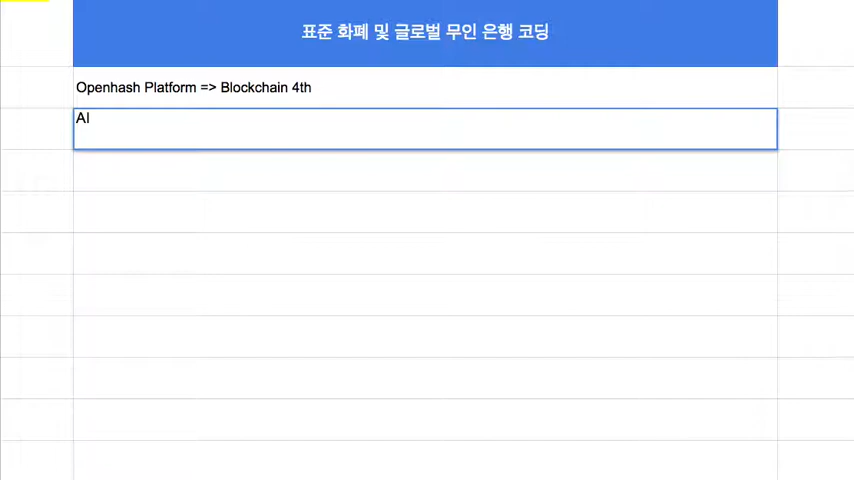 표준 화폐 및 글로벌 무인 은행 코딩
Openhash Platform => Blockchain 4th
AI